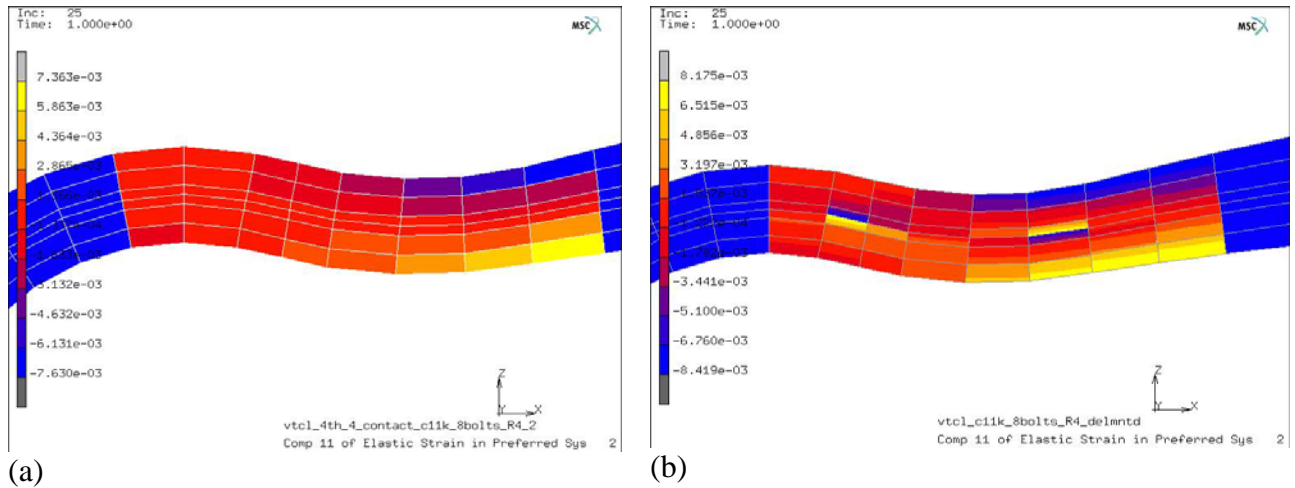 Inc: 25
Time: 1.000e+00
MSC
7.363e-03
5.863e-03
4.364e-03
2.865e-03
-3.132e-03
-4.632e-03
-6.131e-03
-7.630e-03
Z
Y X
vtcl_4th_4_contact_c11k_8bolts_R4_2
Comp 11 of Elastic Strain in Preferred Sys 2
(a)
Inc: 25
Time: 1.000e+00
MSC
8.175e-03
6.515e-03
4.856e-03
3.197e-03
-3.441e-03
-5.100e-03
-6.760e-03
-8.419e-03
Z
Y X
vtcl_c11k_8bolts_R4_delmntd
Comp 11 of Elastic Strain in Preferred Sys 2
(b)